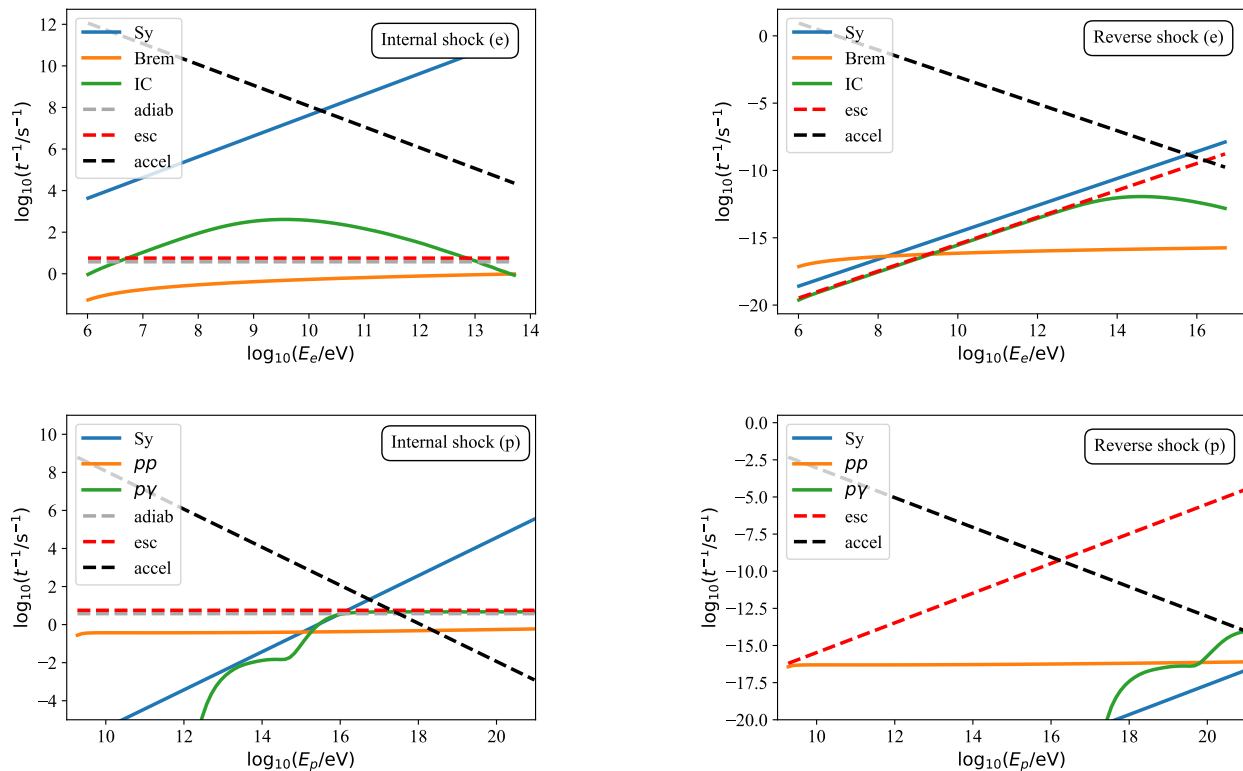 Internal shock (e)
Sy
Brem
IC
adiab
esc
accel
12
10
8
6
4
2
0
log₁₀(t⁻¹/s⁻¹)
6 7 8 9 10 11 12 13 14
log₁₀(Eₑ/eV)
Reverse shock (e)
Sy
Brem
IC
esc
accel
0
−5
−10
−15
−20
log₁₀(t⁻¹/s⁻¹)
6 8 10 12 14 16
log₁₀(Eₑ/eV)
Internal shock (p)
Sy
pp
pγ
adiab
esc
accel
10
8
6
4
2
0
−2
−4
log₁₀(t⁻¹/s⁻¹)
10 12 14 16 18 20
log₁₀(Eₚ/eV)
Reverse shock (p)
Sy
pp
pγ
esc
accel
0.0
−2.5
−5.0
−7.5
−10.0
−12.5
−15.0
−17.5
−20.0
log₁₀(t⁻¹/s⁻¹)
10 12 14 16 18 20
log₁₀(Eₚ/eV)